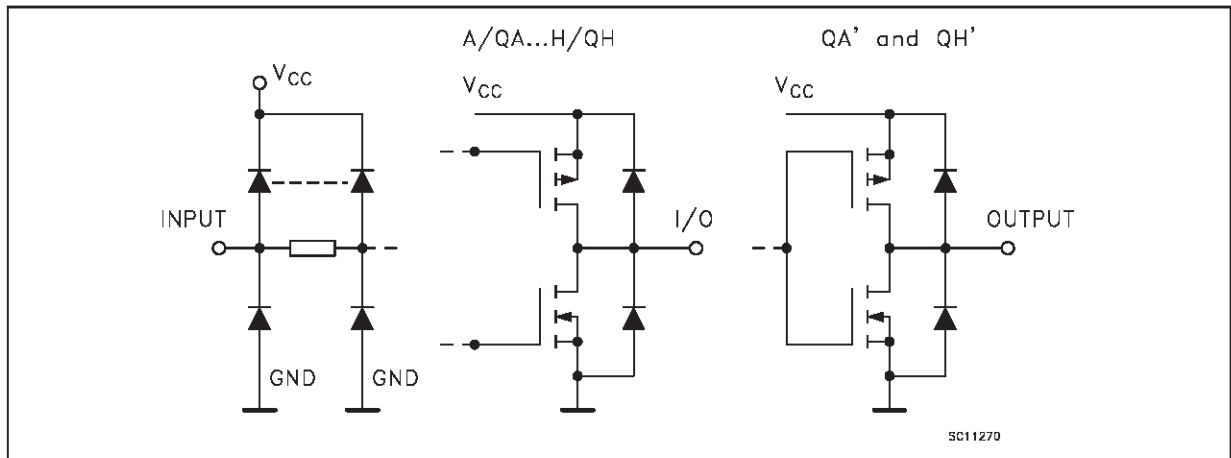 A/QA...H/QH
QA' and QH'
VCC
VCC
VCC
INPUT
I/O
OUTPUT
GND
GND
SC11270